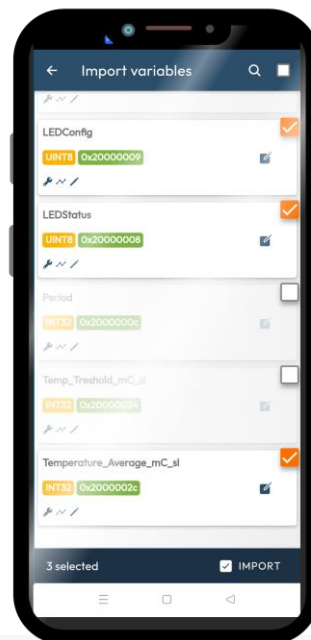 Import variables
LEDConfig
UINT8 0x20000009
LEDStatus
UINT8 0x20000008
Period
INT32 0x2000000c
Temp_Treshold_mC_sl
INT32 0x20000024
Temperature_Average_mC_sl
INT32 0x2000002c
3 selected IMPORT